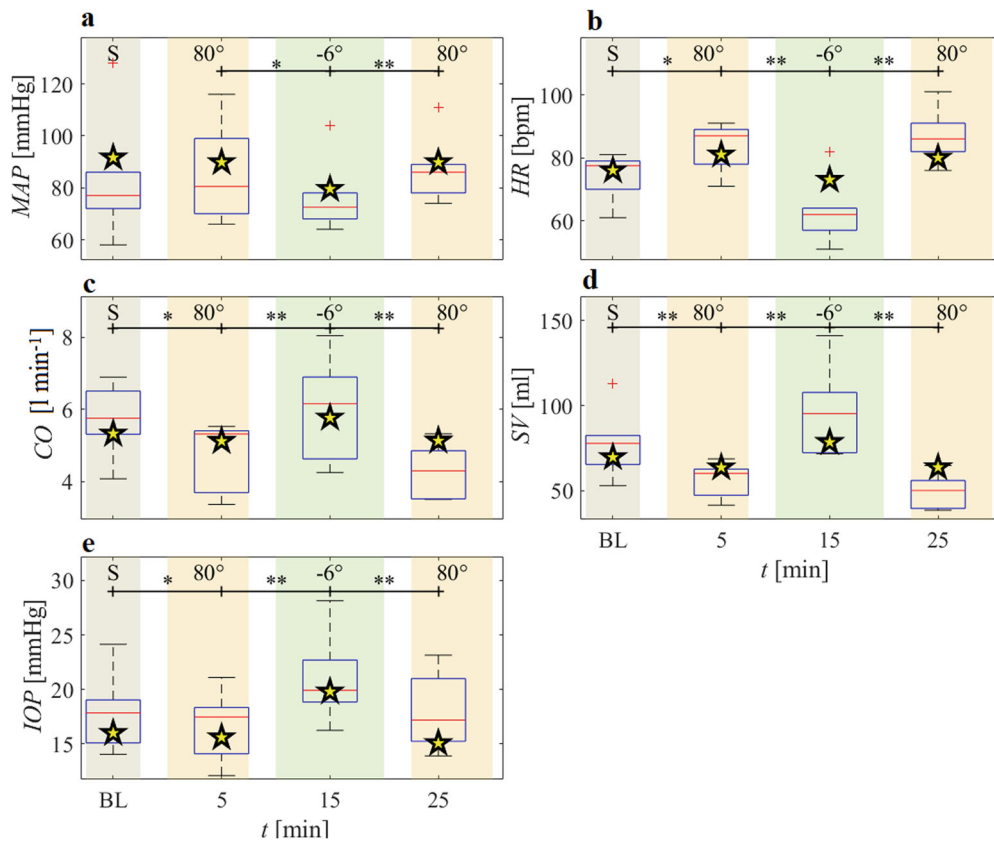 a
S 80° -6° 80°
* **
120
100
80
60
MAP [mmHg]
b
S 80° -6° 80°
* ** **
100
80
60
HR [bpm]
c
S 80° -6° 80°
* ** **
8
6
4
CO [l min-1]
d
S 80° -6° 80°
** ** **
150
100
50
SV [ml]
BL 5 15 25
t [min]
e
S 80° -6° 80°
* ** **
30
25
20
15
IOP [mmHg]
BL 5 15 25
t [min]